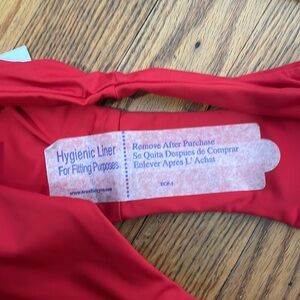 Hygienic Liner
For Fitting Purposes
Remove After Purchase
Se Quita Despues de Comprar
Enlever Apres L' Achat